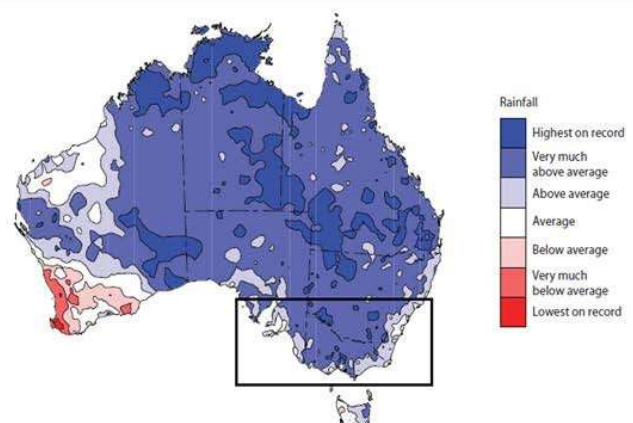 Rainfall
Highest on record
Very much
above average
Above average
Average
Below average
Very much
below average
Lowest on record